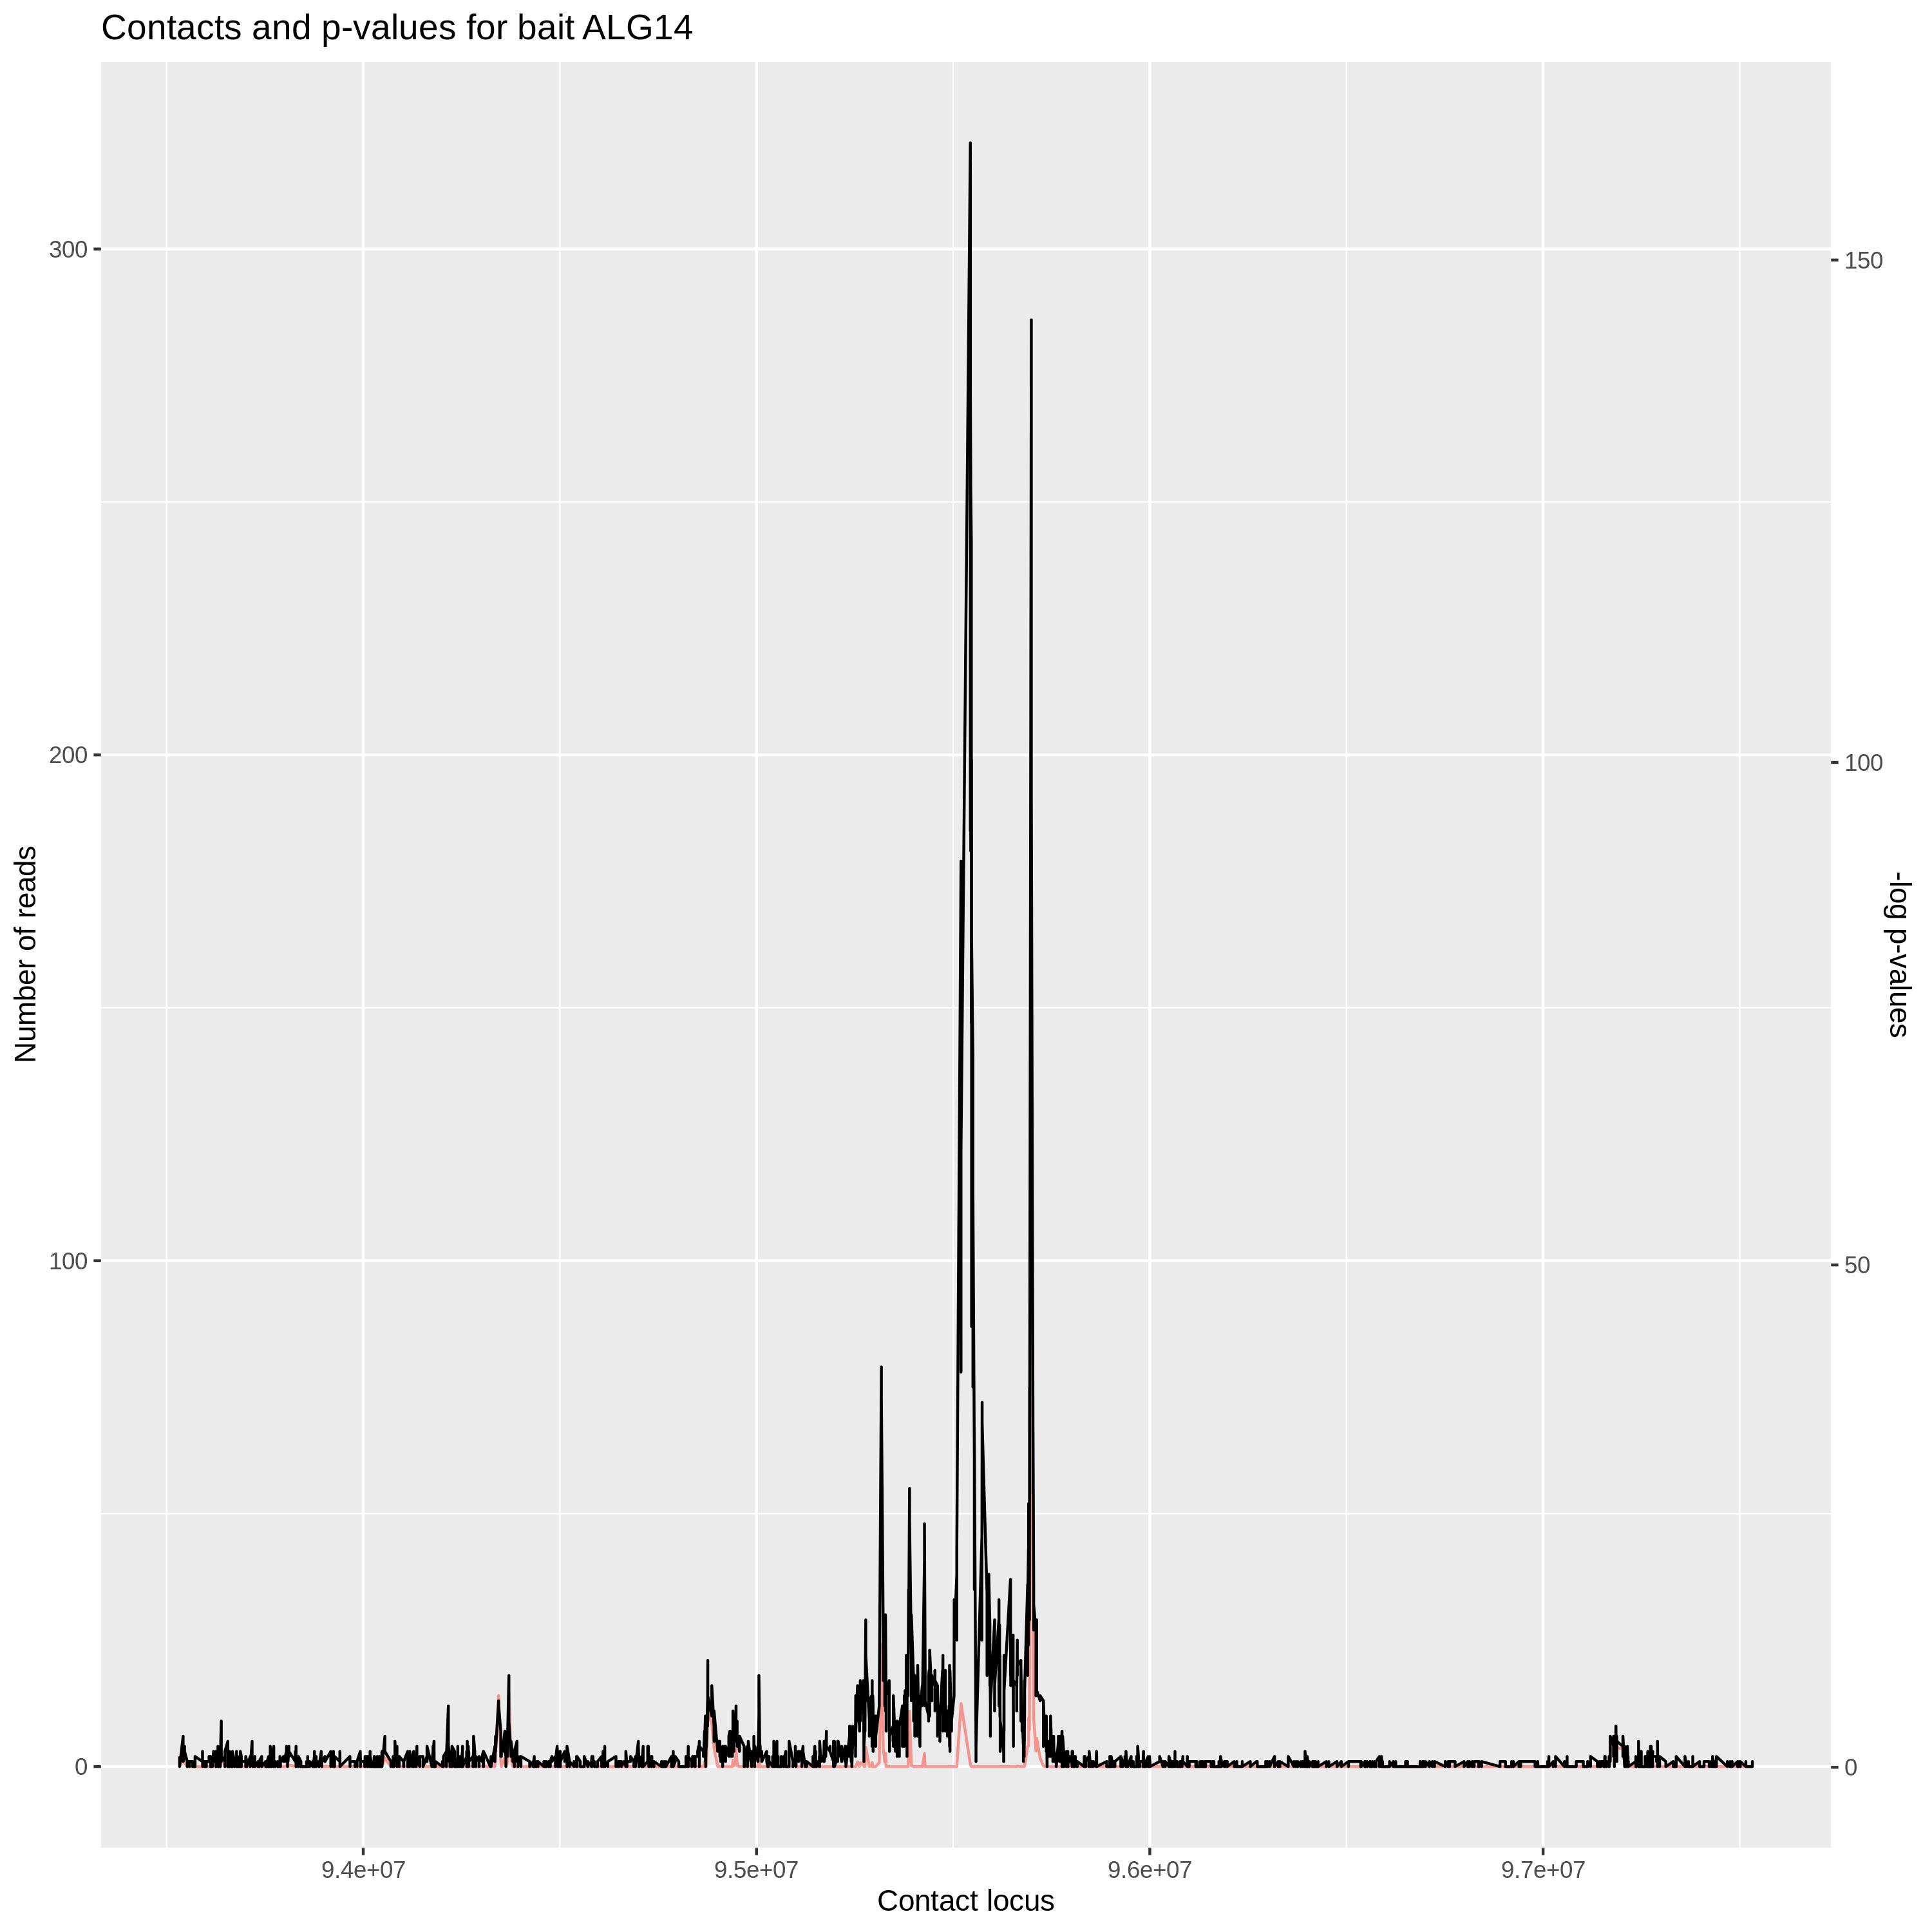 Contacts and p-values for bait ALG14
300
200
100
0
Number of reads
150
100
50
0
-log p-values
9.4e+07
9.5e+07
9.6e+07
9.7e+07
Contact locus